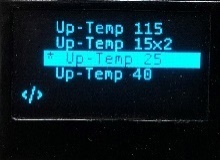 Up-Temp 115
Up-Temp 15x2
* Up-Temp 25
Up-Temp 40
</>